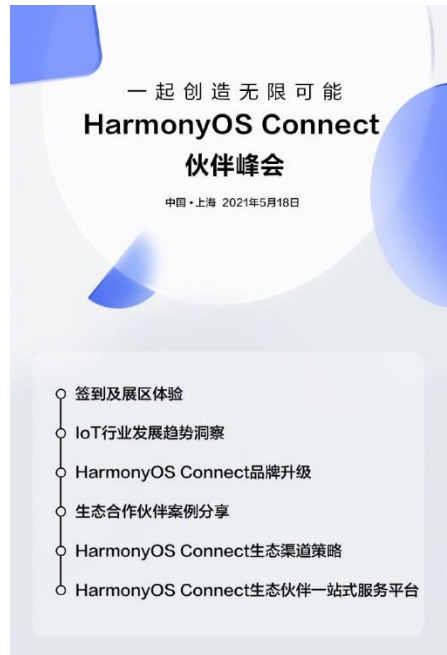 一起创造无限可能
HarmonyOS Connect
伙伴峰会
中国·上海 2021年5月18日
签到及展区体验
IoT行业发展趋势洞察
HarmonyOS Connect品牌升级
生态合作伙伴案例分享
HarmonyOS Connect生态渠道策略
HarmonyOS Connect生态伙伴一站式服务平台